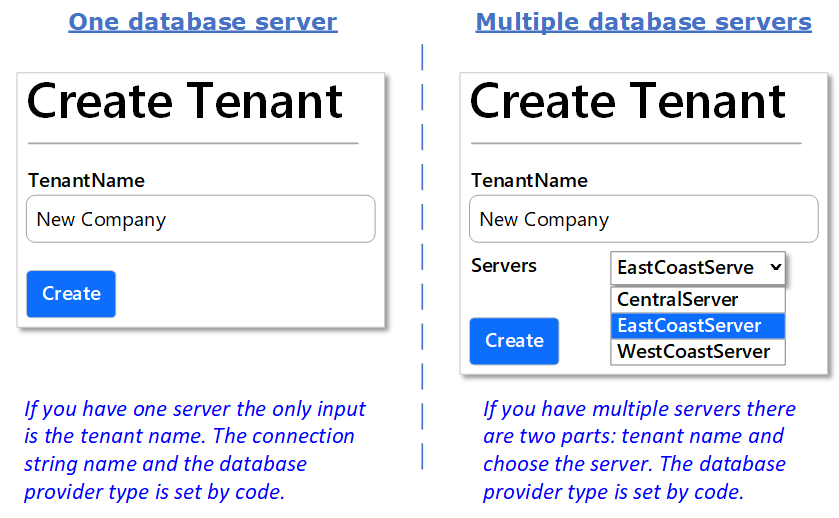 One database server
Create Tenant
TenantName
New Company
Create
If you have one server the only input
is the tenant name. The connection
string name and the database
provider type is set by code.
Multiple database servers
Create Tenant
TenantName
New Company
Servers
EastCoastServe
CentralServer
EastCoastServer
WestCoastServer
Create
If you have multiple servers there
are two parts: tenant name and
choose the server. The database
provider type is set by code.